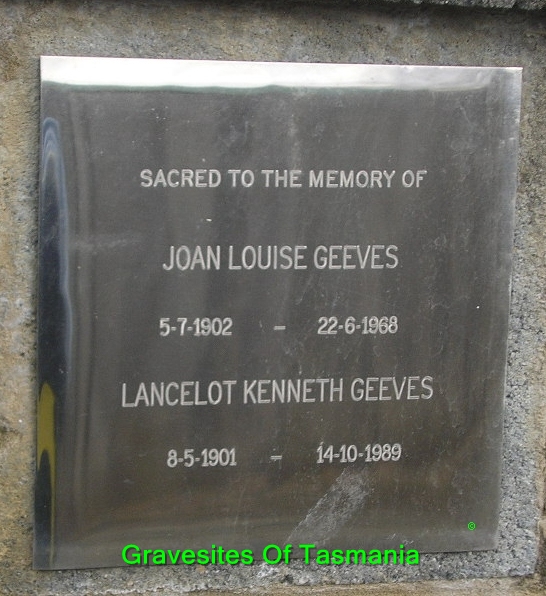 SACRED TO THE MEMORY OF
JOAN LOUISE GEEVES
5-7-1902 – 22-6-1968
LANCELOT KENNETH GEEVES
8-5-1901 – 14-10-1989
©
Gravesites Of Tasmania